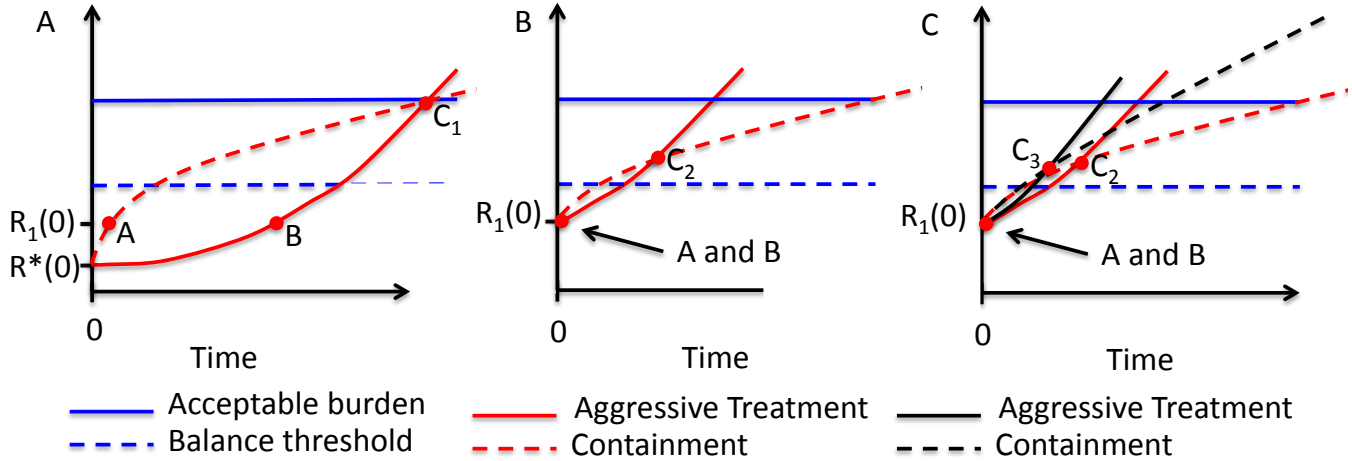 A
R₁(0)
R*(0)
A
B
C₁
0
Time
B
R₁(0)
C₂
A and B
0
Time
C
R₁(0)
C₃
C₂
A and B
0
Time
Acceptable burden
Balance threshold
Aggressive Treatment
Containment
Aggressive Treatment
Containment